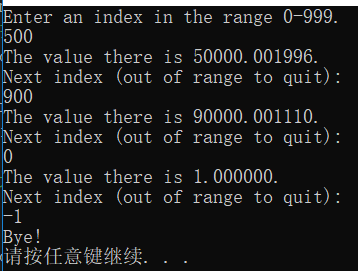 Enter an index in the range 0-999.
500
The value there is 50000.001996.
Next index (out of range to quit):
900
The value there is 90000.001110.
Next index (out of range to quit):
0
The value there is 1.000000.
Next index (out of range to quit):
-1
Bye!
请按任意键继续. . .